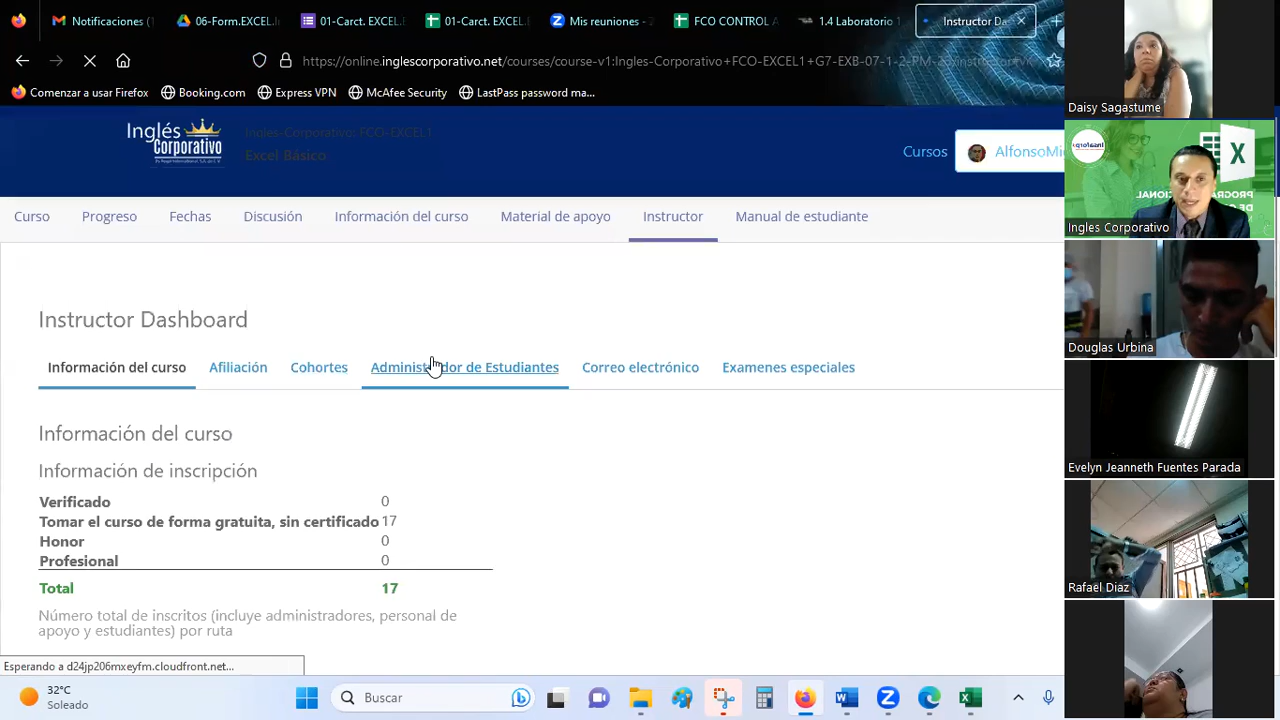 Notificaciones (
06-Form.EXCEL.
01-Carct. EXCEL.
01-Carct. EXCEL.
Mis reuniones -
FCO CONTROL A
1.4 Laboratorio 1
Instructor Da
https://online.inglescorporativo.net/courses/course-v1:Ingles-Corporativo+FCO-EXCEL1+G7-EXB-07-1-2-PM-
Comenzar a usar Firefox
Booking.com
Express VPN
McAfee Security
LastPass password ma...
Inglés Corporativo
Ingles-Corporativo: FCO-EXCEL1
Excel Básico
Cursos
AlfonsoMi
Curso
Progreso
Fechas
Discusión
Información del curso
Material de apoyo
Instructor
Manual de estudiante
Instructor Dashboard
Información del curso
Afiliación
Cohortes
Administrador de Estudiantes
Correo electrónico
Examenes especiales
Información del curso
Información de inscripción
Verificado 0
Tomar el curso de forma gratuita, sin certificado 17
Honor 0
Profesional 0
Total 17
Número total de inscritos (incluye administradores, personal de
apoyo y estudiantes) por ruta
Esperando a d24jp206mxeyfm.cloudfront.net...
32°C
Soleado
Buscar
Daisy Sagastume
Ingles Corporativo
Douglas Urbina
Evelyn Jeanneth Fuentes Parada
Rafael Diaz